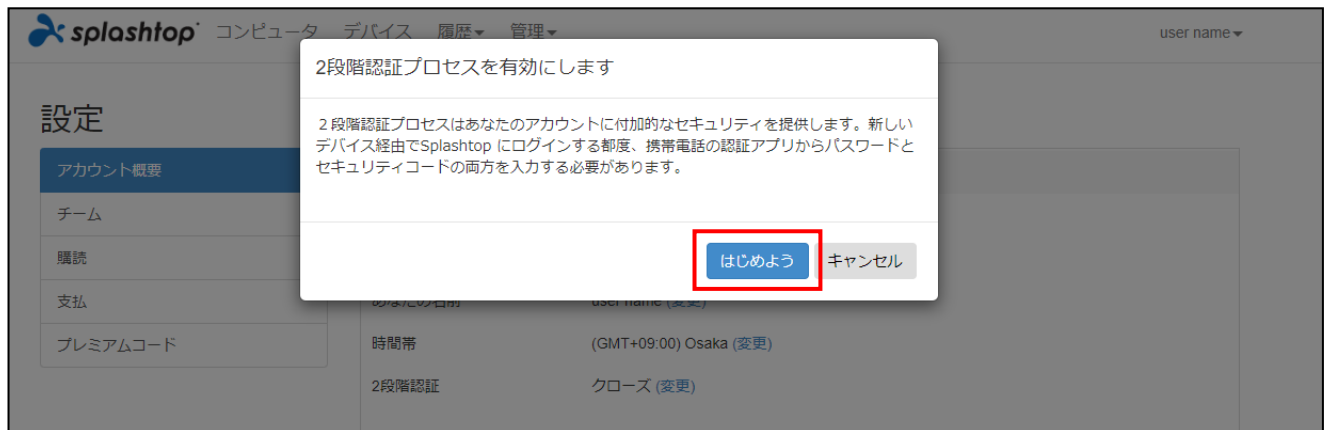 splashtop コンピュータ デバイス 履歴 管理 user name
2段階認証プロセスを有効にします
２段階認証プロセスはあなたのアカウントに付加的なセキュリティを提供します。新しい
デバイス経由でSplashtop にログインする都度、携帯電話の認証アプリからパスワードと
セキュリティコードの両方を入力する必要があります。
はじめよう キャンセル
設定
アカウント概要
チーム
購読
支払
プレミアムコード
あなたの名前 user name (変更)
時間帯 (GMT+09:00) Osaka (変更)
2段階認証 クローズ (変更)